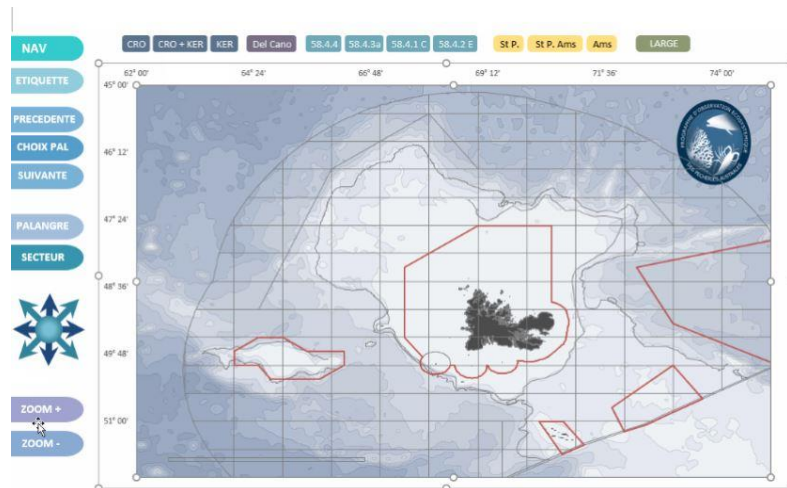 NAV
CRO CRO + KER KER Del Cano 58.4.4 58.4.3a 58.4.1 C 58.4.2 E St P. St P. Ams Ams LARGE
ETIQUETTE
PRECEDENTE
CHOIX PAL
SUIVANTE
PALANGRE
SECTEUR
ZOOM +
ZOOM -
62° 00' 64° 24' 66° 48' 69° 12' 71° 36' 74° 00'
45° 00'
46° 12'
47° 24'
48° 36'
49° 48'
51° 00'